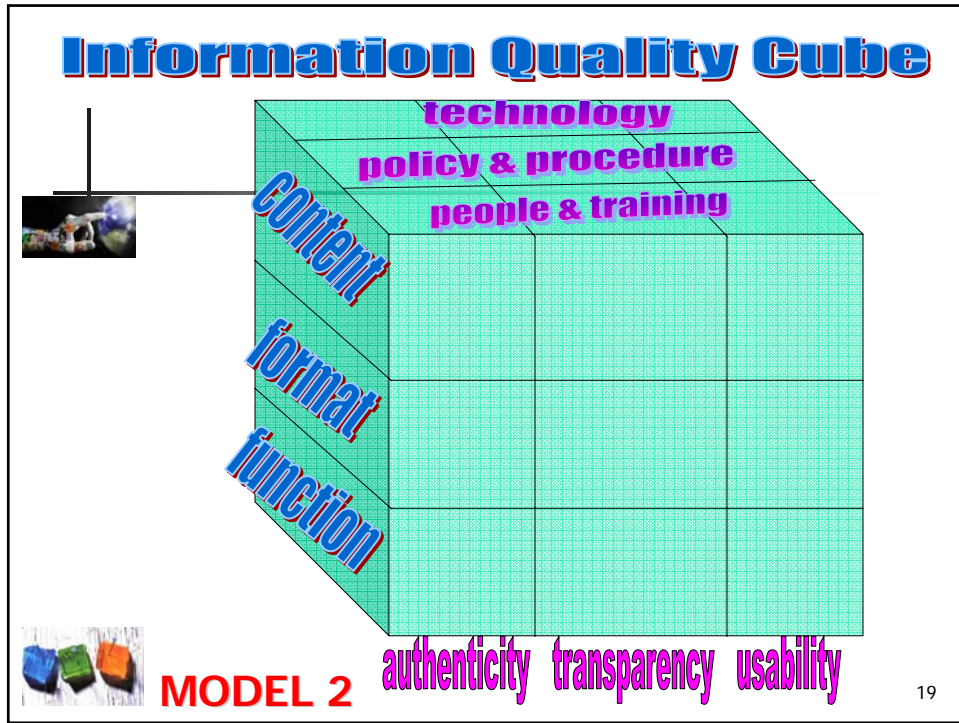 Information Quality Cube
technology
policy & procedure
people & training
content
format
function
authenticity transparency usability
MODEL 2
19